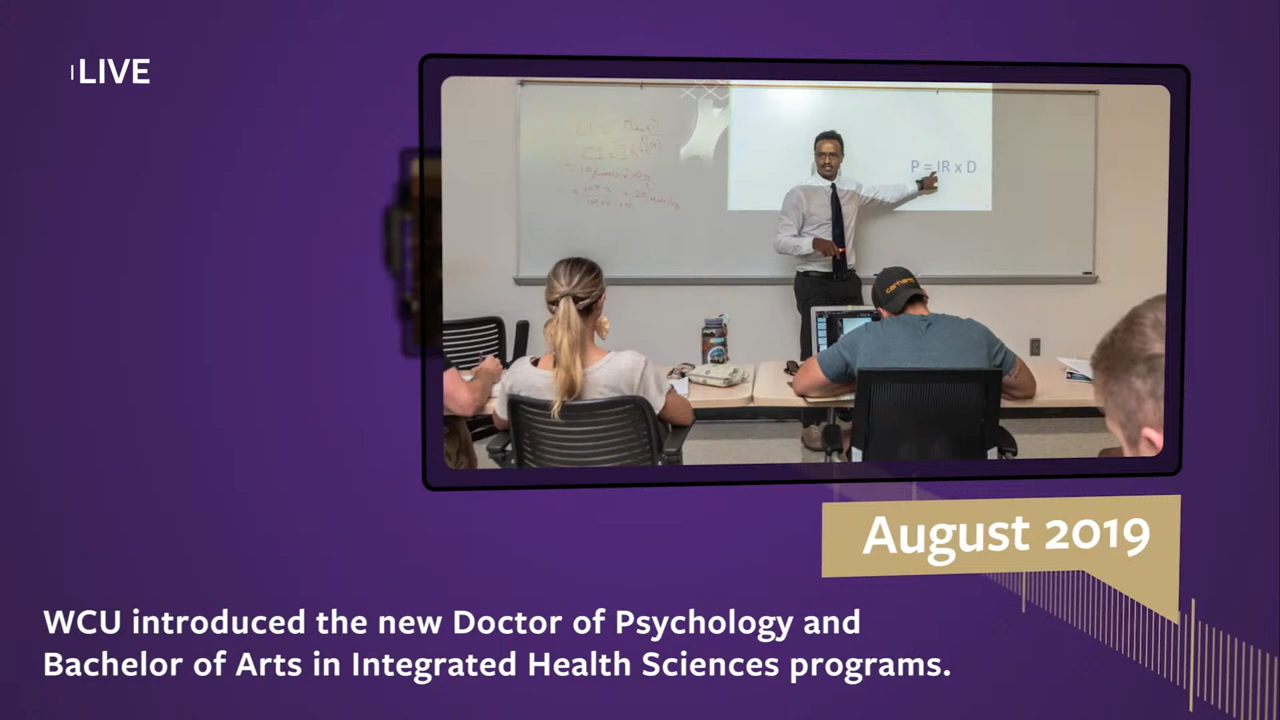 LIVE
P = IR x D
August 2019
WCU introduced the new Doctor of Psychology and
Bachelor of Arts in Integrated Health Sciences programs.